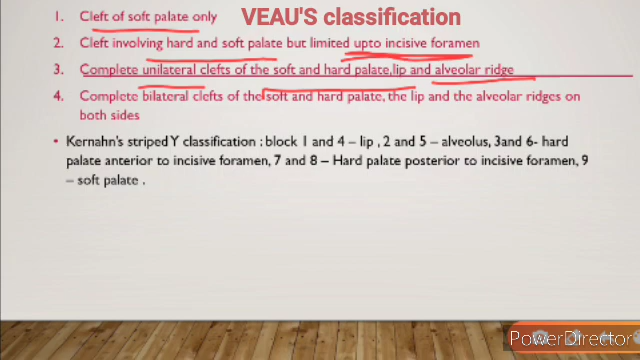 VEAU'S classification
1. Cleft of soft palate only
2. Cleft involving hard and soft palate but limited upto incisive foramen
3. Complete unilateral clefts of the soft and hard palate,lip and alveolar ridge
4. Complete bilateral clefts of the soft and hard palate, the lip and the alveolar ridges on
both sides
• Kernahn's striped Y classification : block 1 and 4 – lip , 2 and 5 – alveolus, 3and 6- hard
palate anterior to incisive foramen, 7 and 8 – Hard palate posterior to incisive foramen, 9
– soft palate .
PowerDirector